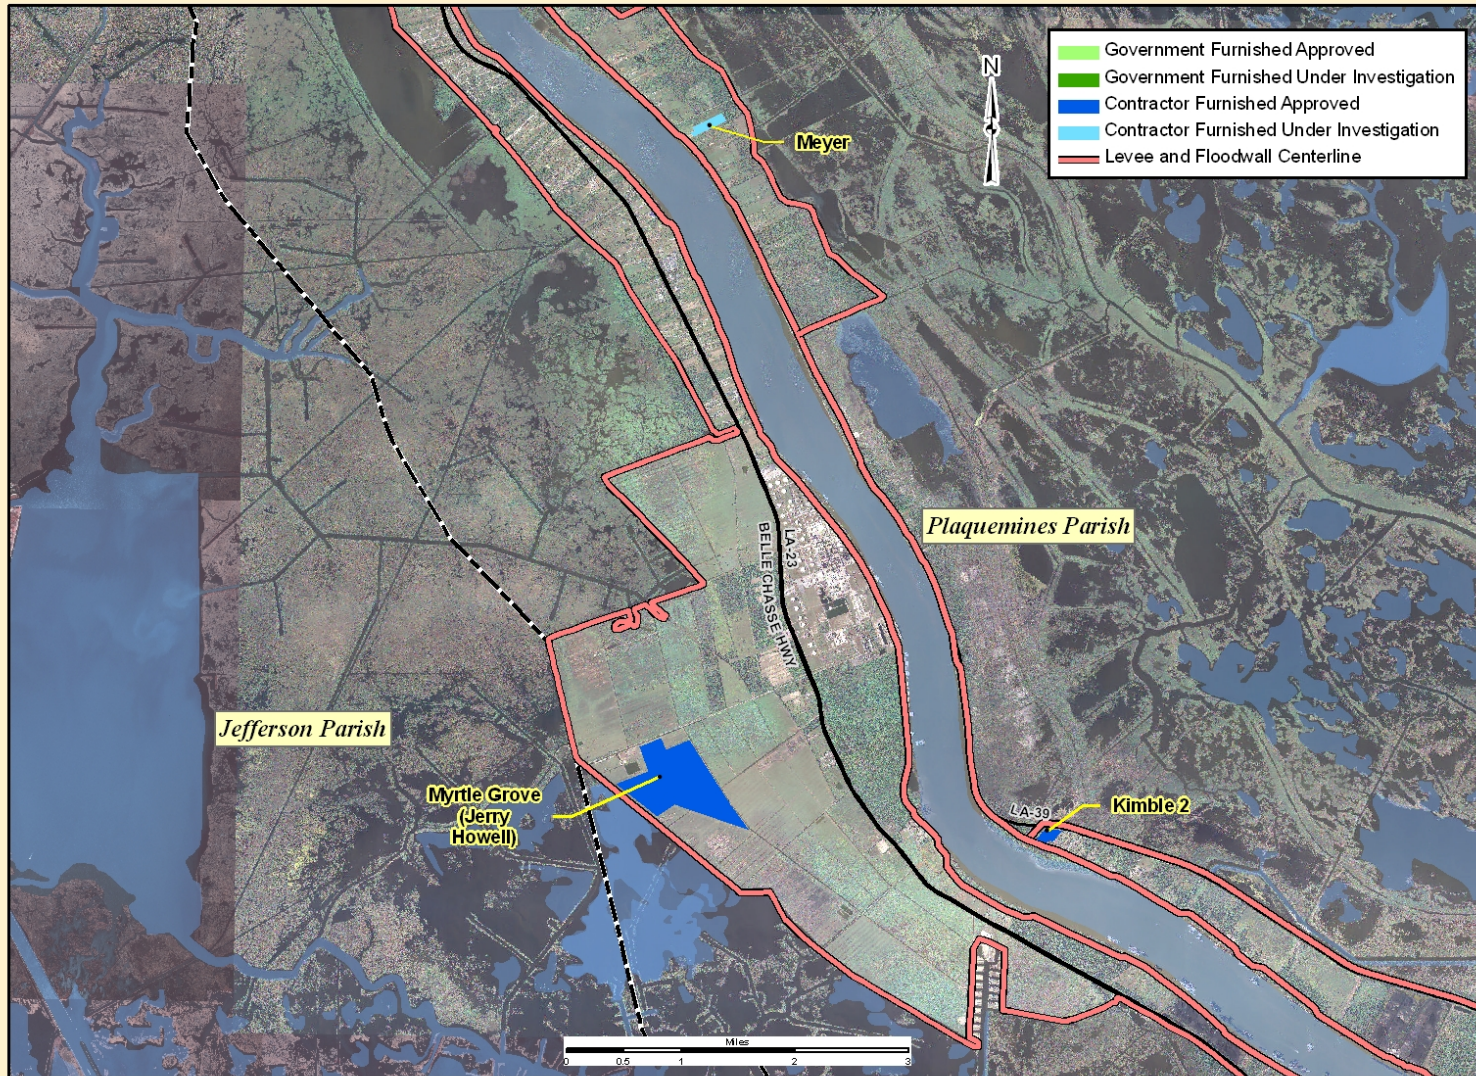 Government Furnished Approved
Government Furnished Under Investigation
Contractor Furnished Approved
Contractor Furnished Under Investigation
Levee and Floodwall Centerline
N
Meyer
Plaquemines Parish
LA-23
BELLE CHASSE HWY
Jefferson Parish
Myrtle Grove
(Jerry
Howell)
LA-39
Kimble 2
Miles
0 0.5 1 2 3